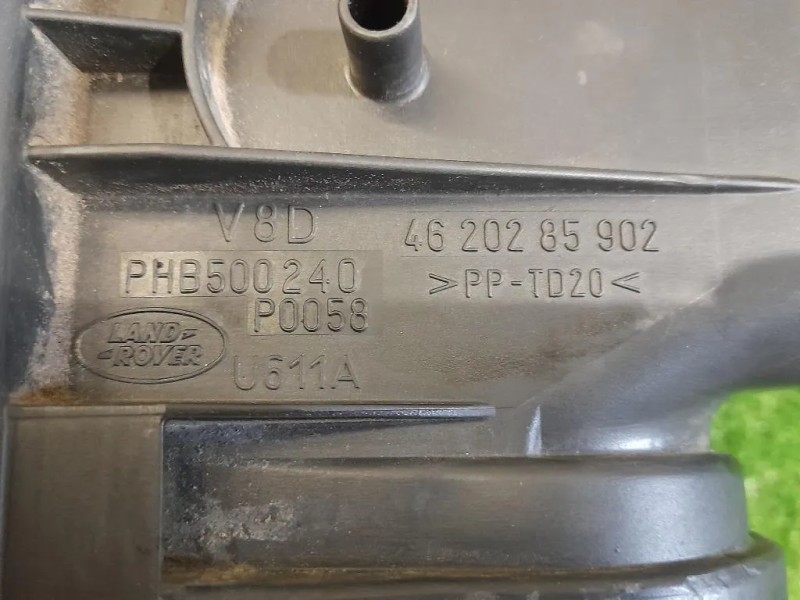 V8D
46 202 85 902
PHB500240
>PP-TD20<
P0058
LAND-
-ROVER
U611A